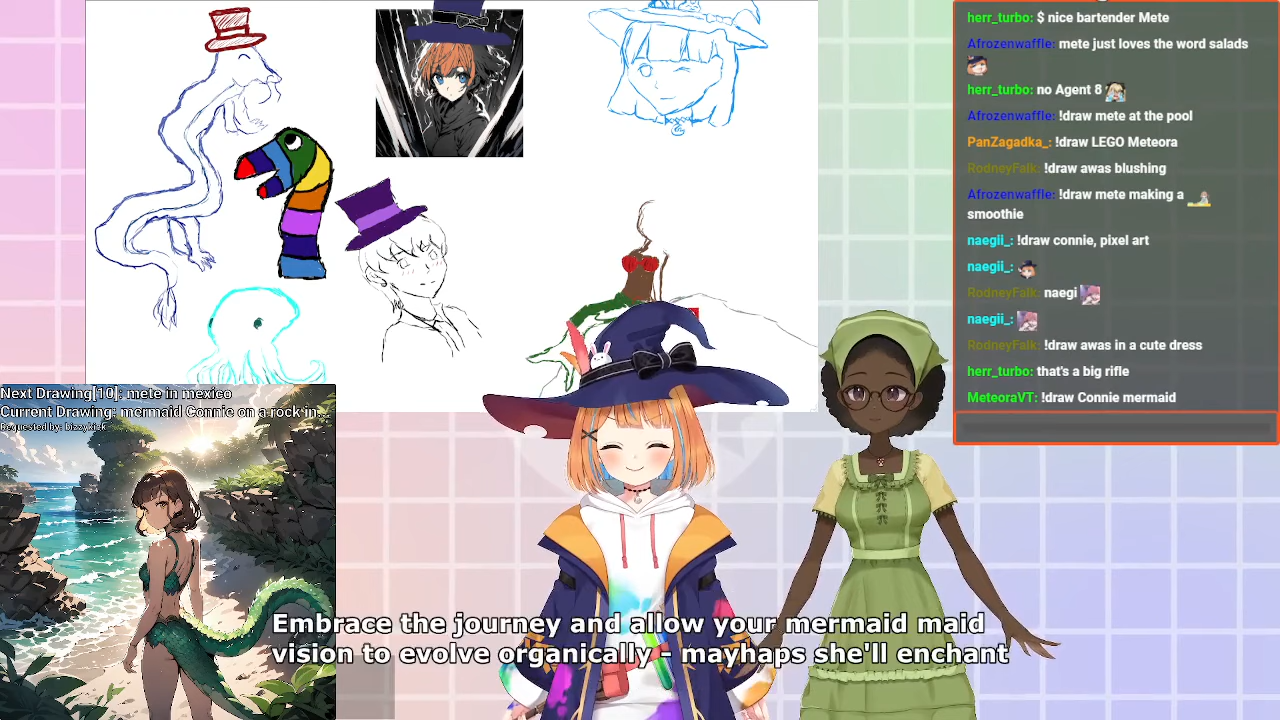 herr_turbo: $ nice bartender Mete
Afrozenwaffle: mete just loves the word salads
herr_turbo: no Agent 8
Afrozenwaffle: !draw mete at the pool
PanZagadka_: !draw LEGO Meteora
RodneyFalk: !draw awas blushing
Afrozenwaffle: !draw mete making a
smoothie
naegii_: !draw connie, pixel art
naegii_:
RodneyFalk: naegi
naegii_:
RodneyFalk: !draw awas in a cute dress
herr_turbo: that's a big rifle
MeteoraVT: !draw Connie mermaid
Next Drawing[10]: mete in mexico
Current Drawing: mermaid Connie on a rock in...
Requested by: bizzykick
Embrace the journey and allow your mermaid maid
vision to evolve organically - mayhaps she'll enchant